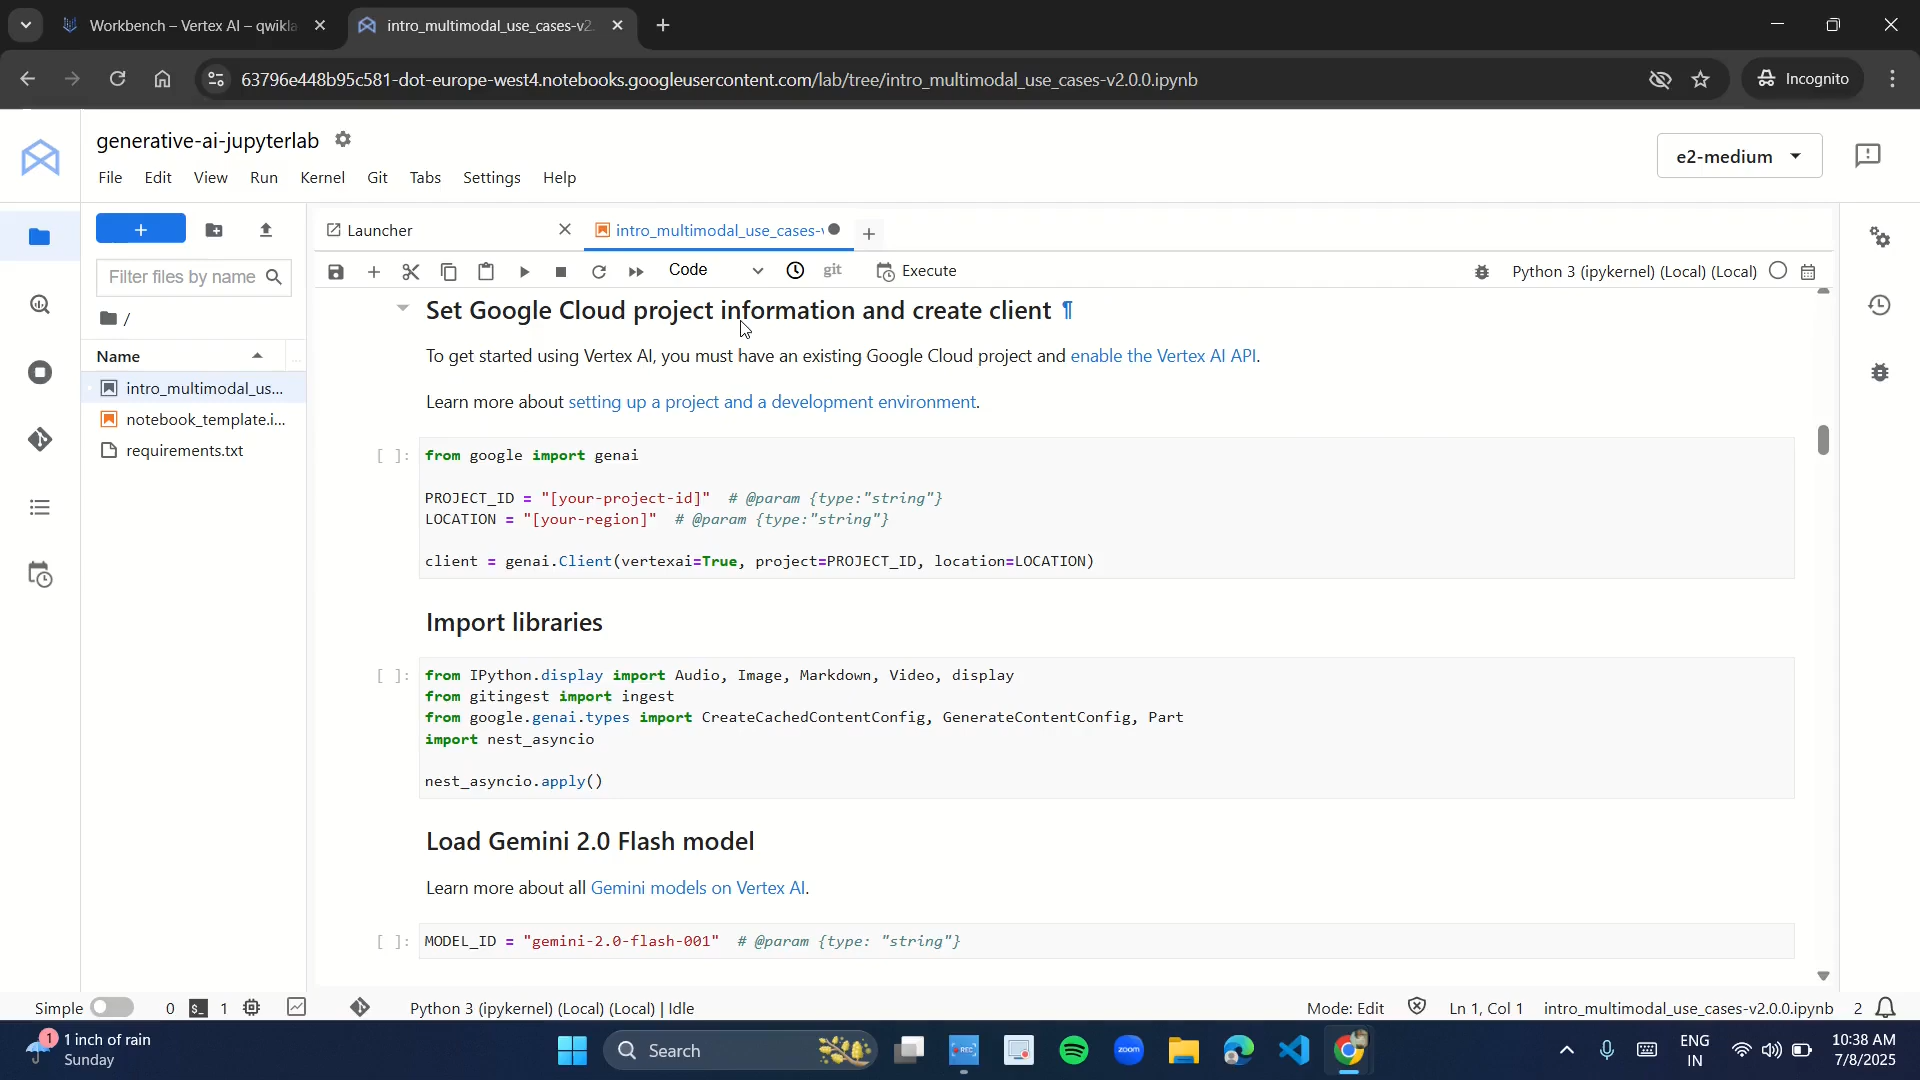 Workbench – Vertex AI – qwikla
intro_multimodal_use_cases-v2.
63796e448b95c581-dot-europe-west4.notebooks.googleusercontent.com/lab/tree/intro_multimodal_use_cases-v2.0.0.ipynb
Incognito
generative-ai-jupyterlab
e2-medium
File Edit View Run Kernel Git Tabs Settings Help
Launcher
intro_multimodal_use_cases-v
Filter files by name
Code
git
Execute
Python 3 (ipykernel) (Local) (Local)
/
Name
intro_multimodal_us...
notebook_template.i...
requirements.txt
Set Google Cloud project information and create client ¶
To get started using Vertex AI, you must have an existing Google Cloud project and enable the Vertex AI API.
Learn more about setting up a project and a development environment.
[ ]: from google import genai
PROJECT_ID = "[your-project-id]"  # @param {type:"string"}
LOCATION = "[your-region]"  # @param {type:"string"}
client = genai.Client(vertexai=True, project=PROJECT_ID, location=LOCATION)
Import libraries
[ ]: from IPython.display import Audio, Image, Markdown, Video, display
from gitingest import ingest
from google.genai.types import CreateCachedContentConfig, GenerateContentConfig, Part
import nest_asyncio
nest_asyncio.apply()
Load Gemini 2.0 Flash model
Learn more about all Gemini models on Vertex AI.
[ ]: MODEL_ID = "gemini-2.0-flash-001"  # @param {type: "string"}
Simple
0
1
Python 3 (ipykernel) (Local) (Local) | Idle
Mode: Edit
Ln 1, Col 1
intro_multimodal_use_cases-v2.0.0.ipynb
2
1
1 inch of rain
Sunday
Search
REC
zoom
ENG
IN
10:38 AM
7/8/2025